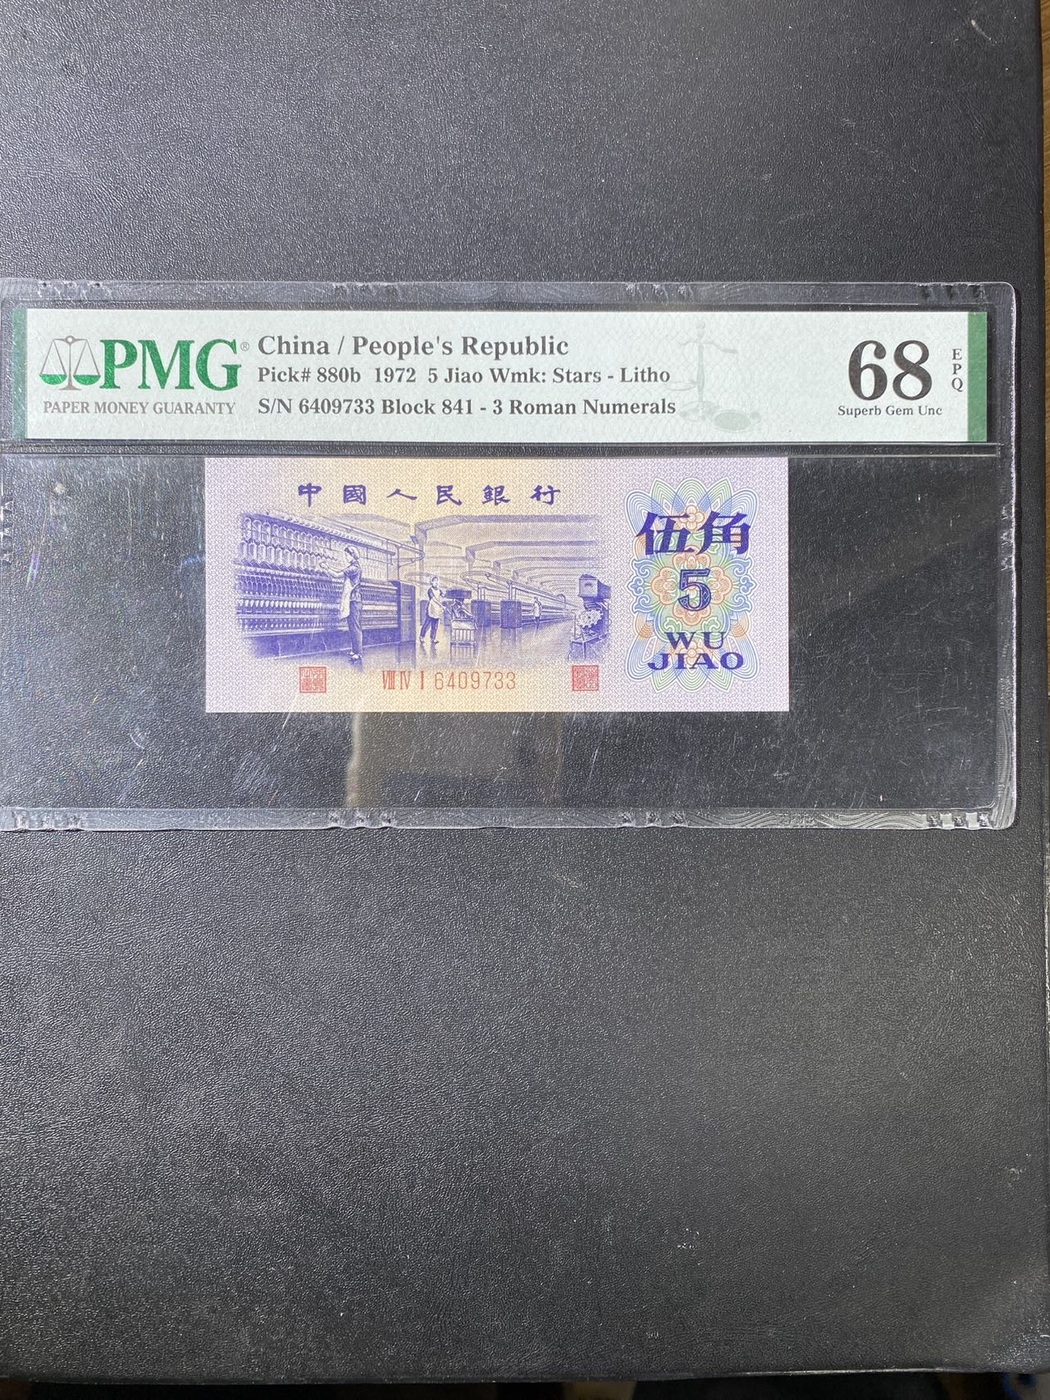 PMG®
PAPER MONEY GUARANTY
China / People's Republic
Pick# 880b 1972 5 Jiao Wmk: Stars - Litho
S/N 6409733 Block 841 - 3 Roman Numerals
68
EPQ
Superb Gem Unc
中國人民銀行
伍角
5
WU
JIAO
VIII IV I 6409733